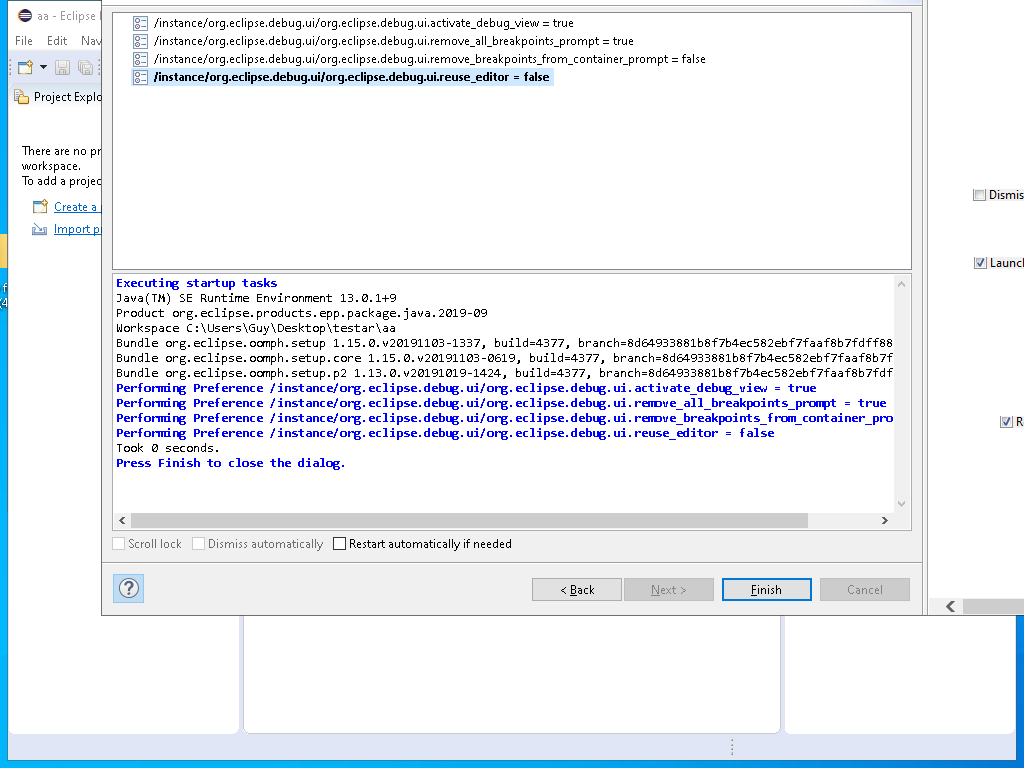 aa - Eclipse
File Edit Nav
Project Explo
There are no pr
workspace.
To add a projec
Create a
Import pr
/instance/org.eclipse.debug.ui/org.eclipse.debug.ui.activate_debug_view = true
/instance/org.eclipse.debug.ui/org.eclipse.debug.ui.remove_all_breakpoints_prompt = true
/instance/org.eclipse.debug.ui/org.eclipse.debug.ui.remove_breakpoints_from_container_prompt = false
/instance/org.eclipse.debug.ui/org.eclipse.debug.ui.reuse_editor = false
Executing startup tasks
Java(TM) SE Runtime Environment 13.0.1+9
Product org.eclipse.products.epp.package.java.2019-09
Workspace C:\Users\Guy\Desktop\testar\aa
Bundle org.eclipse.oomph.setup 1.15.0.v20191103-1337, build=4377, branch=8d64933881b8f7b4ec582ebf7faaf8b7fdff88
Bundle org.eclipse.oomph.setup.core 1.15.0.v20191103-0619, build=4377, branch=8d64933881b8f7b4ec582ebf7faaf8b7f
Bundle org.eclipse.oomph.setup.p2 1.13.0.v20191019-1424, build=4377, branch=8d64933881b8f7b4ec582ebf7faaf8b7fdf
Performing Preference /instance/org.eclipse.debug.ui/org.eclipse.debug.ui.activate_debug_view = true
Performing Preference /instance/org.eclipse.debug.ui/org.eclipse.debug.ui.remove_all_breakpoints_prompt = true
Performing Preference /instance/org.eclipse.debug.ui/org.eclipse.debug.ui.remove_breakpoints_from_container_pro
Performing Preference /instance/org.eclipse.debug.ui/org.eclipse.debug.ui.reuse_editor = false
Took 0 seconds.
Press Finish to close the dialog.
Scroll lock Dismiss automatically Restart automatically if needed
< Back Next > Finish Cancel
Dismis
Launch
R